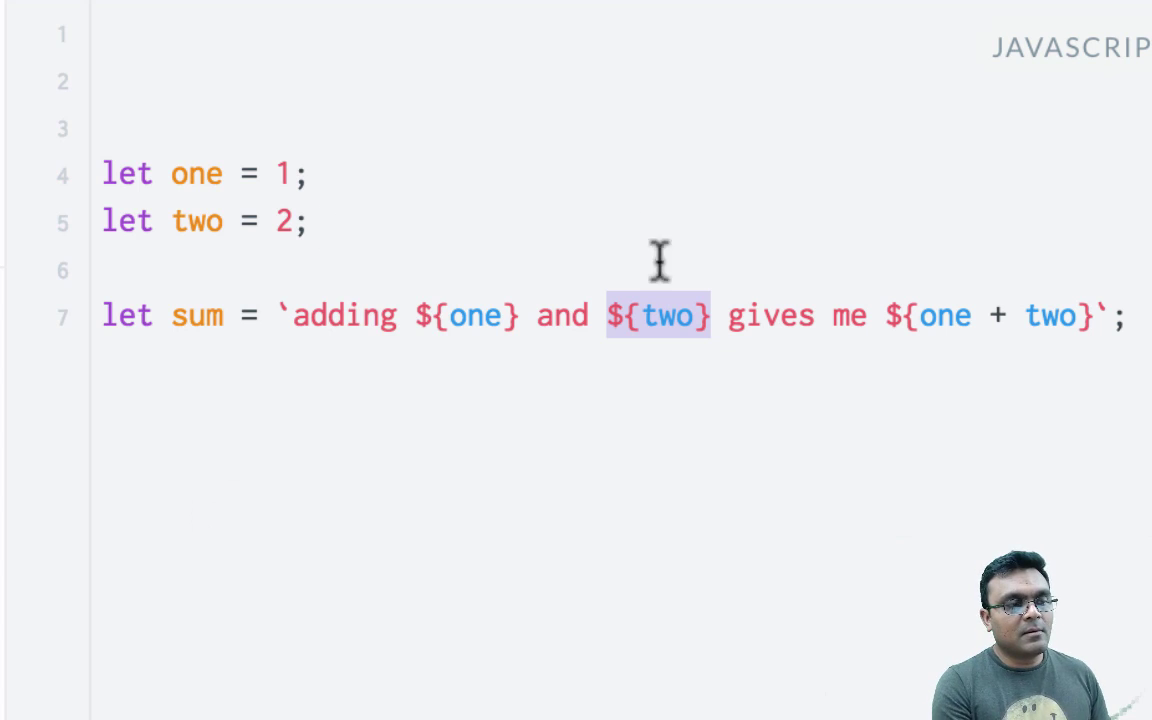 1
JAVASCRIP
2
3
4 let one = 1;
5 let two = 2;
6
7 let sum = `adding ${one} and ${two} gives me ${one + two}`;